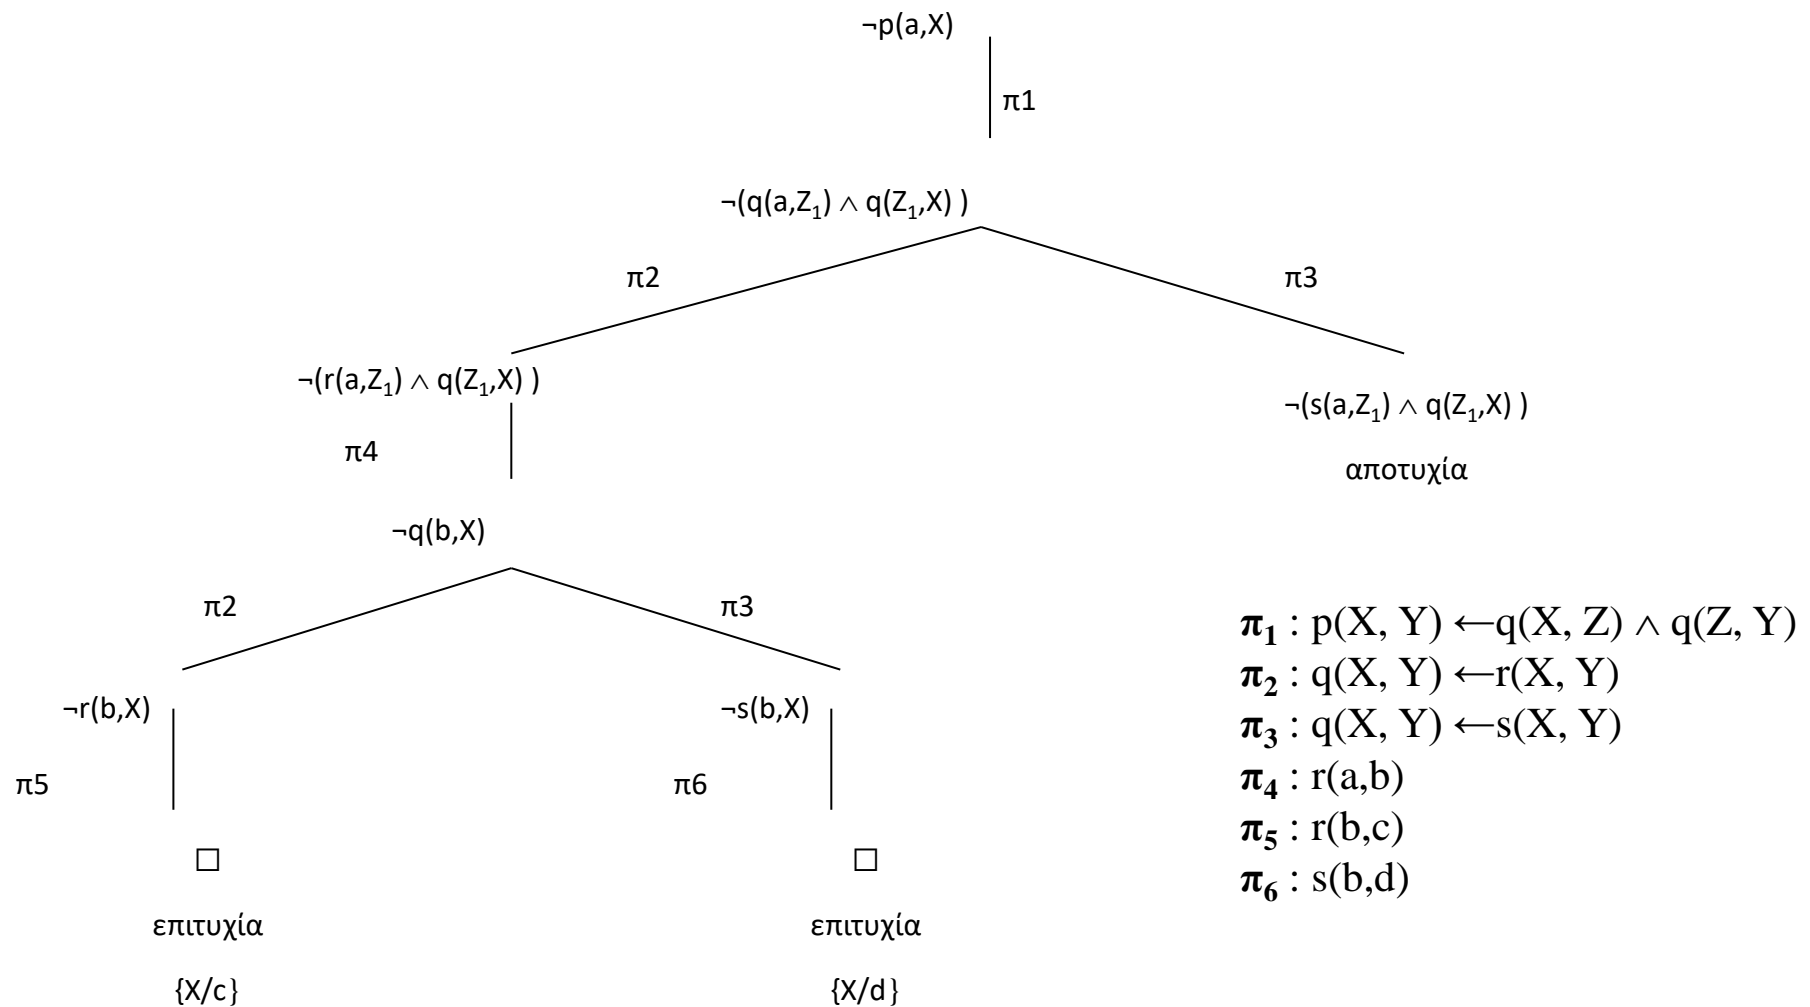 ¬p(a,X)
π1
¬(q(a,Z₁) ∧ q(Z₁,X) )
π2
π3
¬(r(a,Z₁) ∧ q(Z₁,X) )
¬(s(a,Z₁) ∧ q(Z₁,X) )
π4
αποτυχία
¬q(b,X)
π2
π3
¬r(b,X)
¬s(b,X)
π5
π6
□
□
επιτυχία
επιτυχία
{X/c}
{X/d}
π₁ : p(X, Y) ←q(X, Z) ∧ q(Z, Y)
π₂ : q(X, Y) ←r(X, Y)
π₃ : q(X, Y) ←s(X, Y)
π₄ : r(a,b)
π₅ : r(b,c)
π₆ : s(b,d)